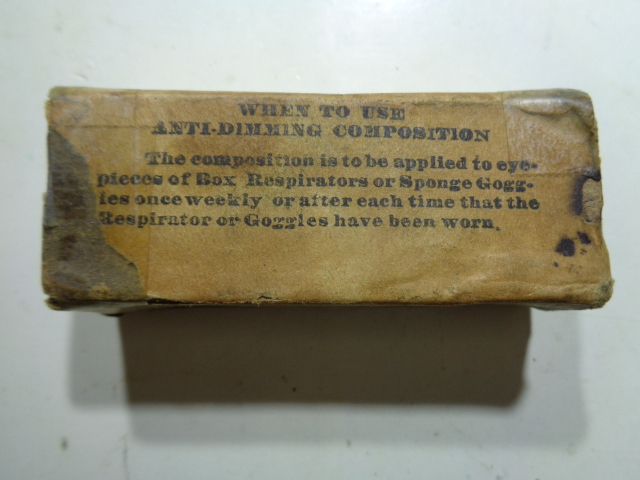 WHEN TO USE
ANTI-DIMMING COMPOSITION
The composition is to be applied to eye-
pieces of Box Respirators or Sponge Gogg-
les once weekly or after each time that the
Respirator or Goggles have been worn.